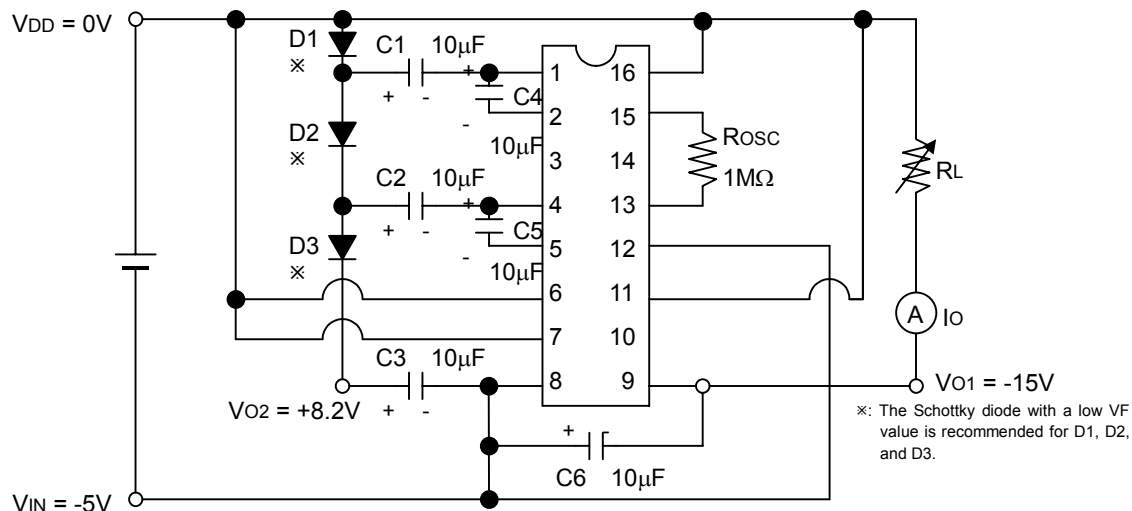 VDD = 0V
D1
※
C1 10μF
+ -
+
C4
-
10μF
D2
※
C2 10μF
+ -
+
C5
-
10μF
D3
※
C3 10μF
+ -
VO2 = +8.2V
1
2
3
4
5
6
7
8
16
15
14
13
12
11
10
9
ROSC
1MΩ
RL
A IO
VO1 = -15V
※: The Schottky diode with a low VF
value is recommended for D1, D2,
and D3.
+
C6 10μF
VIN = -5V